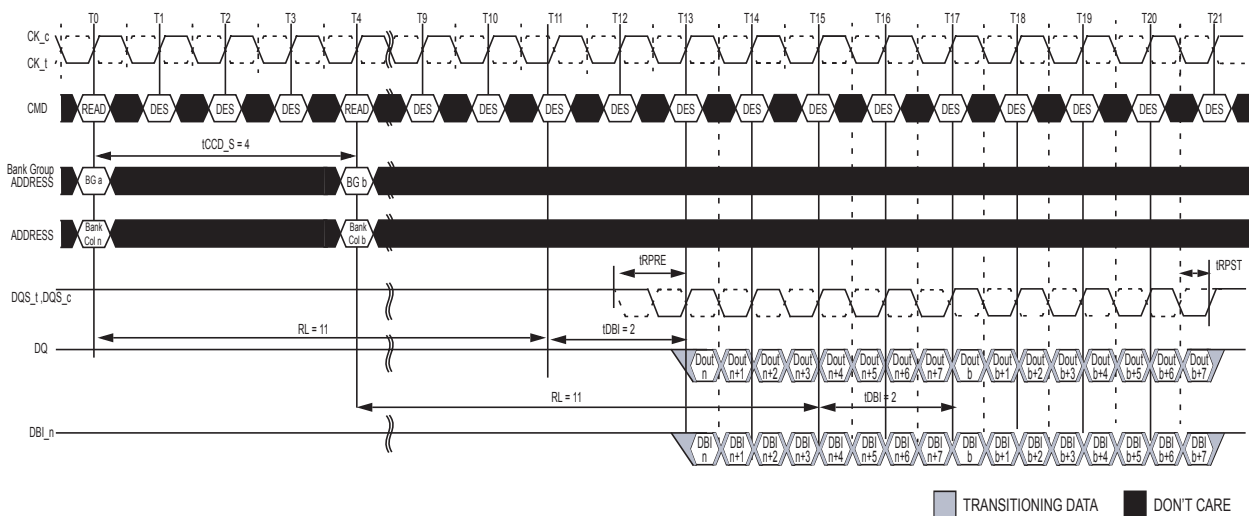 T0 T1 T2 T3 T4 T9 T10 T11 T12 T13 T14 T15 T16 T17 T18 T19 T20 T21
CK_c
CK_t
CMD READ DES DES DES READ DES DES DES DES DES DES DES DES DES DES DES DES DES
tCCD_S = 4
Bank Group
ADDRESS
BG a BG b
ADDRESS
Bank
Col n
Bank
Col b
tRPRE tRPST
DQS_t ,DQS_c
RL = 11 tDBI = 2
DQ
Dout Dout Dout Dout Dout Dout Dout Dout Dout Dout Dout Dout Dout Dout Dout Dout
n n+1 n+2 n+3 n+4 n+5 n+6 n+7 b b+1 b+2 b+3 b+4 b+5 b+6 b+7
RL = 11 tDBI = 2
DBI_n
DBI DBI DBI DBI DBI DBI DBI DBI DBI DBI DBI DBI DBI DBI DBI DBI
n n+1 n+2 n+3 n+4 n+5 n+6 n+7 b b+1 b+2 b+3 b+4 b+5 b+6 b+7
TRANSITIONING DATA DON'T CARE